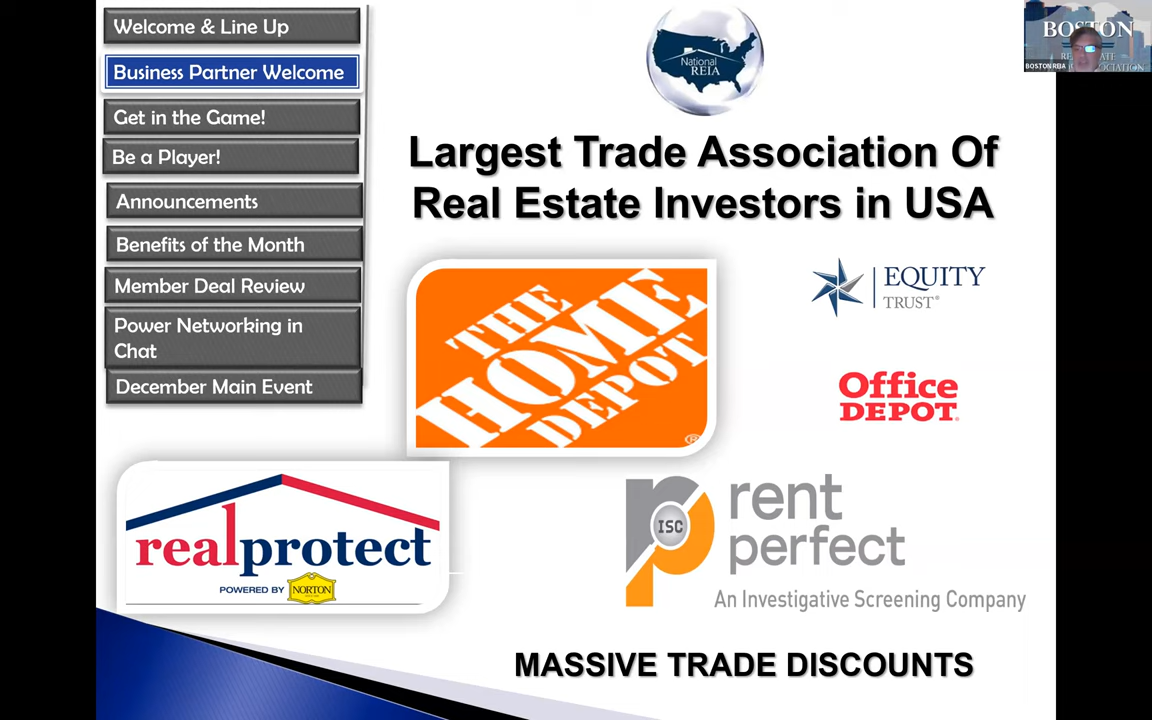 Welcome & Line Up
Business Partner Welcome
Get in the Game!
Be a Player!
Announcements
Benefits of the Month
Member Deal Review
Power Networking in
Chat
December Main Event
National
REIA
Largest Trade Association Of
Real Estate Investors in USA
THE
HOME
DEPOT
®
EQUITY
TRUST®
Office
DEPOT
realprotect
POWERED BY NORTON
ISC
rent
perfect
An Investigative Screening Company
MASSIVE TRADE DISCOUNTS
BOSTON
BOSTON REIA